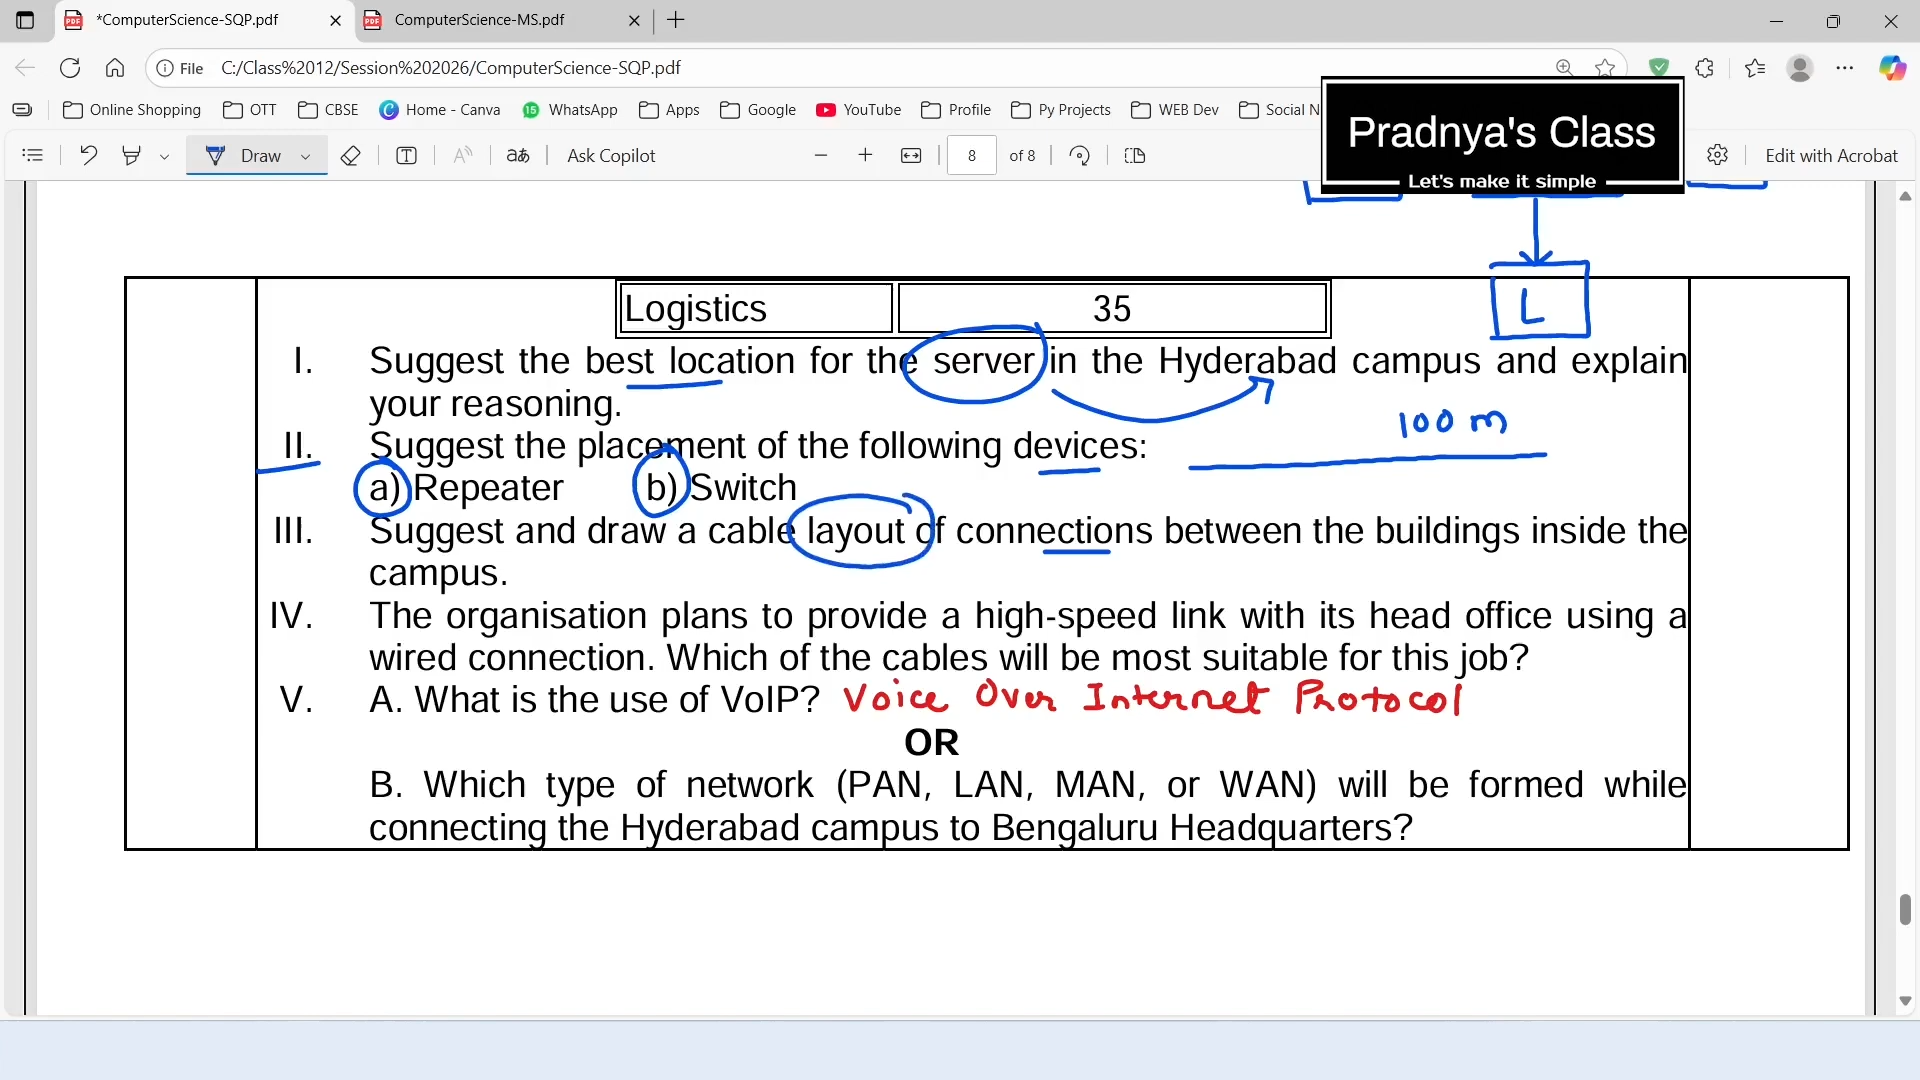 *ComputerScience-SQP.pdf
ComputerScience-MS.pdf
File C:/Class%2012/Session%202026/ComputerScience-SQP.pdf
Online Shopping OTT CBSE Home - Canva WhatsApp Apps Google YouTube Profile Py Projects WEB Dev Social N
Pradnya's Class
Let's make it simple
Draw aあ Ask Copilot 8 of 8 Edit with Acrobat
Logistics 35
L
I. Suggest the best location for the server in the Hyderabad campus and explain
your reasoning.
100 m
II. Suggest the placement of the following devices:
a) Repeater b) Switch
III. Suggest and draw a cable layout of connections between the buildings inside the
campus.
IV. The organisation plans to provide a high-speed link with its head office using a
wired connection. Which of the cables will be most suitable for this job?
V. A. What is the use of VoIP? Voice Over Internet Protocol
OR
B. Which type of network (PAN, LAN, MAN, or WAN) will be formed while
connecting the Hyderabad campus to Bengaluru Headquarters?